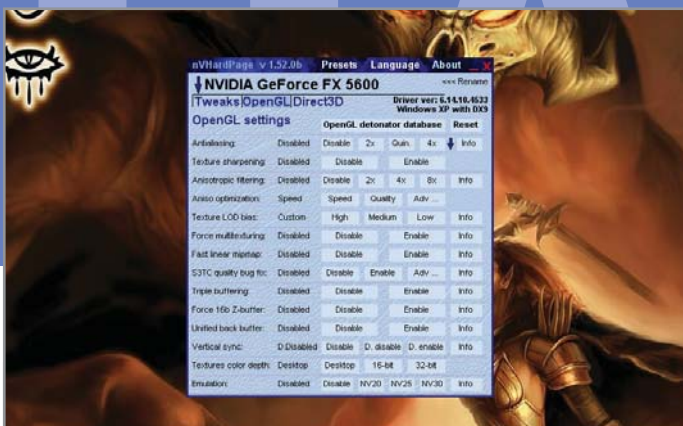 nVHardPage v 1.52.0b Presets Language About _ X
NVIDIA GeForce FX 5600 <<< Rename
Tweaks|OpenGL|Direct3D Driver ver: 6.14.10.4533
Windows XP with DX9
OpenGL settings OpenGL detonator database Reset
Antialiasing: Disabled Disable 2x Quin. 4x Info
Texture sharpening: Disabled Disable Enable
Anisotropic filtering: Disabled Disable 2x 4x 8x Info
Aniso optimization: Speed Speed Quality Adv ...
Texture LOD bias: Custom High Medium Low Info
Force multitexturing: Disabled Disable Enable Info
Fast linear mipmap: Disabled Disable Enable Info
S3TC quality bug fix: Disabled Disable Enable Adv ... Info
Triple buffering: Disabled Disable Enable Info
Force 16b Z-buffer: Disabled Disable Enable Info
Unified back buffer: Disabled Disable Enable Info
Vertical sync: D.Disabled Disable D. disable D. enable Info
Textures color depth: Desktop Desktop 16-bit 32-bit
Emulation: Disabled Disable NV20 NV25 NV30 Info